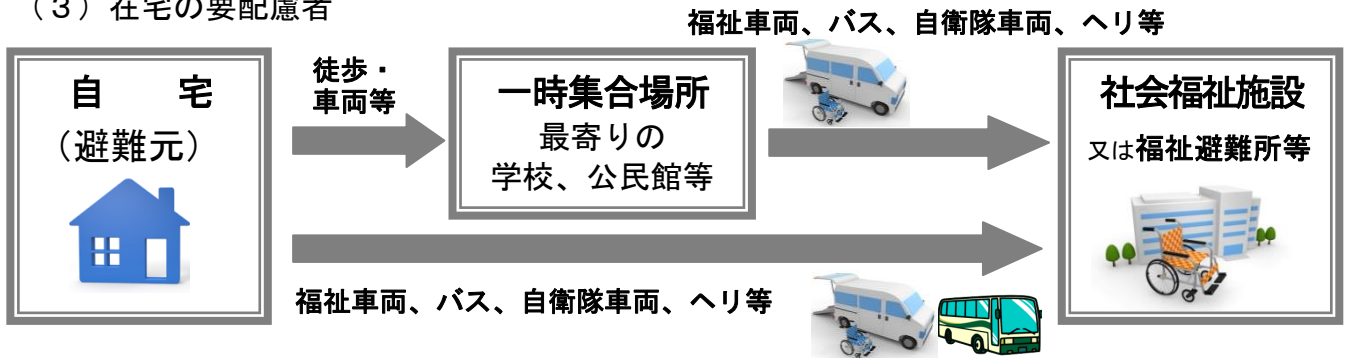 （３）在宅の要配慮者
福祉車両、バス、自衛隊車両、ヘリ等
自　宅
（避難元）
徒歩・
車両等
一時集合場所
最寄りの
学校、公民館等
社会福祉施設
又は福祉避難所等
福祉車両、バス、自衛隊車両、ヘリ等